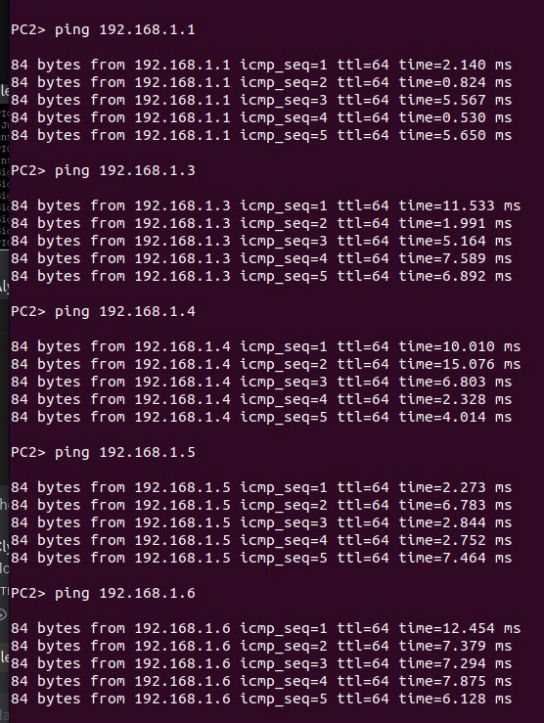 PC2> ping 192.168.1.1
84 bytes from 192.168.1.1 icmp_seq=1 ttl=64 time=2.140 ms
84 bytes from 192.168.1.1 icmp_seq=2 ttl=64 time=0.824 ms
84 bytes from 192.168.1.1 icmp_seq=3 ttl=64 time=5.567 ms
84 bytes from 192.168.1.1 icmp_seq=4 ttl=64 time=0.530 ms
84 bytes from 192.168.1.1 icmp_seq=5 ttl=64 time=5.650 ms
PC2> ping 192.168.1.3
84 bytes from 192.168.1.3 icmp_seq=1 ttl=64 time=11.533 ms
84 bytes from 192.168.1.3 icmp_seq=2 ttl=64 time=1.991 ms
84 bytes from 192.168.1.3 icmp_seq=3 ttl=64 time=5.164 ms
84 bytes from 192.168.1.3 icmp_seq=4 ttl=64 time=7.589 ms
84 bytes from 192.168.1.3 icmp_seq=5 ttl=64 time=6.892 ms
PC2> ping 192.168.1.4
84 bytes from 192.168.1.4 icmp_seq=1 ttl=64 time=10.010 ms
84 bytes from 192.168.1.4 icmp_seq=2 ttl=64 time=15.076 ms
84 bytes from 192.168.1.4 icmp_seq=3 ttl=64 time=6.803 ms
84 bytes from 192.168.1.4 icmp_seq=4 ttl=64 time=2.328 ms
84 bytes from 192.168.1.4 icmp_seq=5 ttl=64 time=4.014 ms
PC2> ping 192.168.1.5
84 bytes from 192.168.1.5 icmp_seq=1 ttl=64 time=2.273 ms
84 bytes from 192.168.1.5 icmp_seq=2 ttl=64 time=6.783 ms
84 bytes from 192.168.1.5 icmp_seq=3 ttl=64 time=2.844 ms
84 bytes from 192.168.1.5 icmp_seq=4 ttl=64 time=2.752 ms
84 bytes from 192.168.1.5 icmp_seq=5 ttl=64 time=7.464 ms
PC2> ping 192.168.1.6
84 bytes from 192.168.1.6 icmp_seq=1 ttl=64 time=12.454 ms
84 bytes from 192.168.1.6 icmp_seq=2 ttl=64 time=7.379 ms
84 bytes from 192.168.1.6 icmp_seq=3 ttl=64 time=7.294 ms
84 bytes from 192.168.1.6 icmp_seq=4 ttl=64 time=7.875 ms
84 bytes from 192.168.1.6 icmp_seq=5 ttl=64 time=6.128 ms